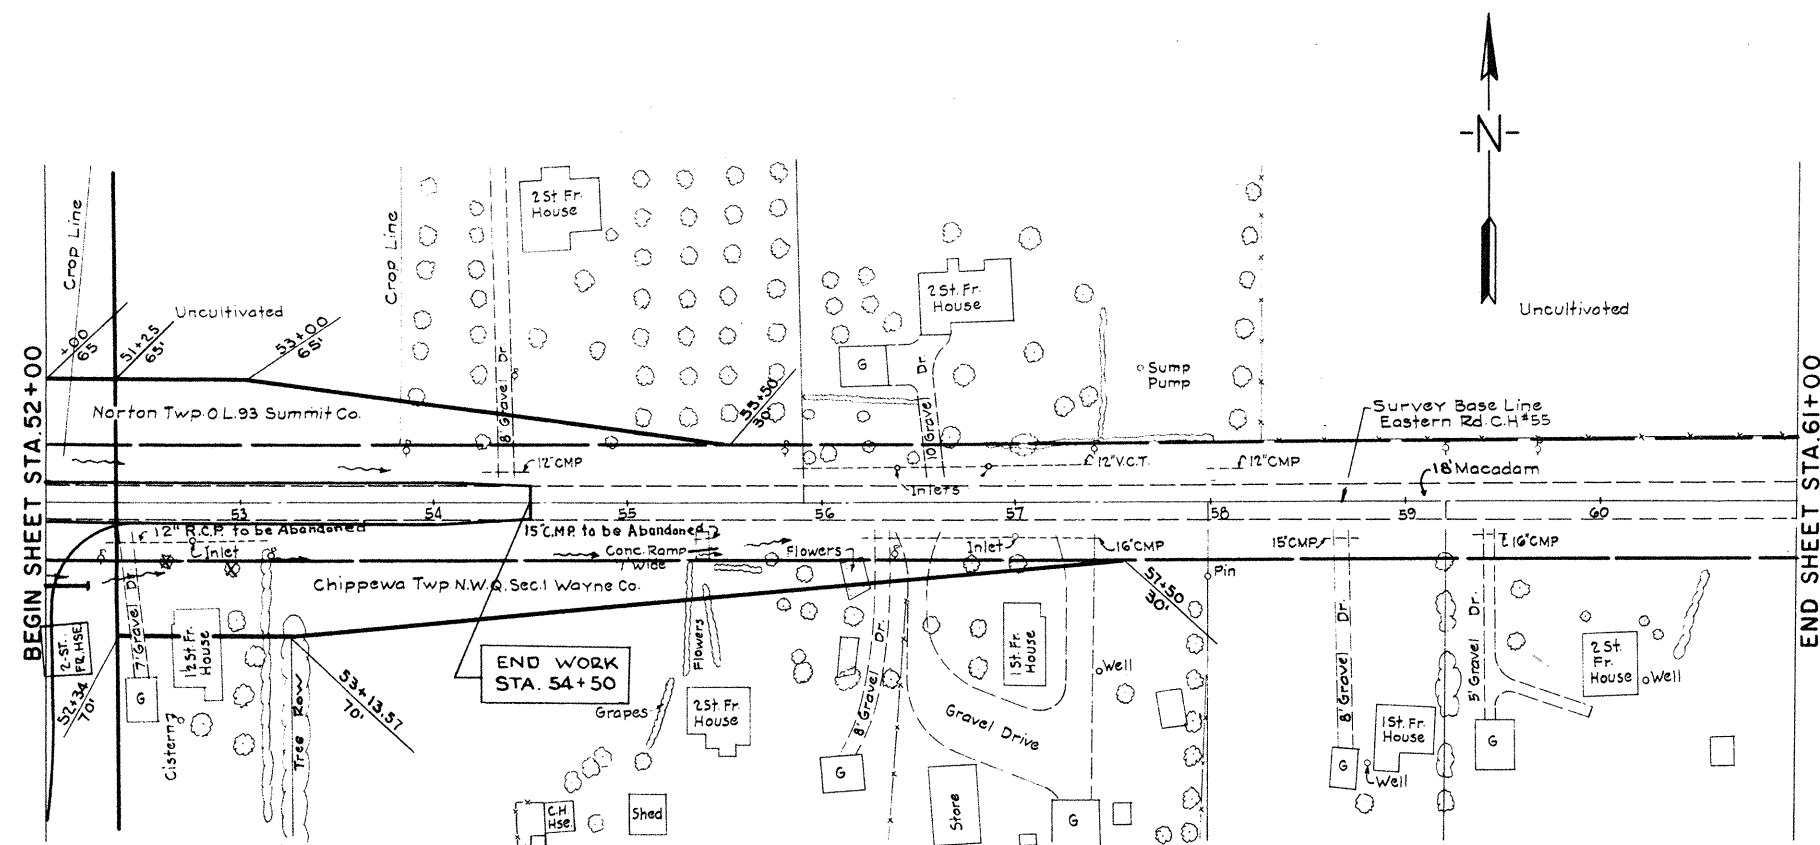 -N-
Crop Line
Crop Line
2 St Fr.
House
2 St. Fr.
House
Uncultivated
Uncultivated
+00
65
51+25
65'
53+00
65'
55+50
30'
8' Gravel Dr.
10' Gravel Dr.
G
Sump
Pump
BEGIN SHEET STA. 52+00
END SHEET STA. 61+00
Norton Twp. O.L. 93 Summit Co.
Survey Base Line
Eastern Rd. C.H. #55
12" CMP
12" V.C.T.
12" CMP
18' Macadam
Inlets
53
54
55
56
57
58
59
60
12" R.C.P. to be Abandoned
15" C.M.P. to be Abandoned
Inlet
Conc. Ramp
7' Wide
Flowers
Inlet
16" CMP
15" CMP
16" CMP
Chippewa Twp. N.W.Q. Sec. 1 Wayne Co.
Pin
57+50
30'
2-ST.
FR. HSE.
7' Gravel Dr.
1 2 St. Fr.
House
Flowers
END WORK
STA. 54+50
8' Gravel Dr.
1 St. Fr.
House
Well
8' Gravel Dr.
5' Gravel Dr.
2 St.
Fr.
House
Well
52+34
70'
G
53+13.57
70'
Cistern
Tree Row
Grapes
2 St. Fr.
House
Gravel Drive
1 St. Fr.
House
G
G
G
Well
C.H.
Hse.
Shed
Store
G